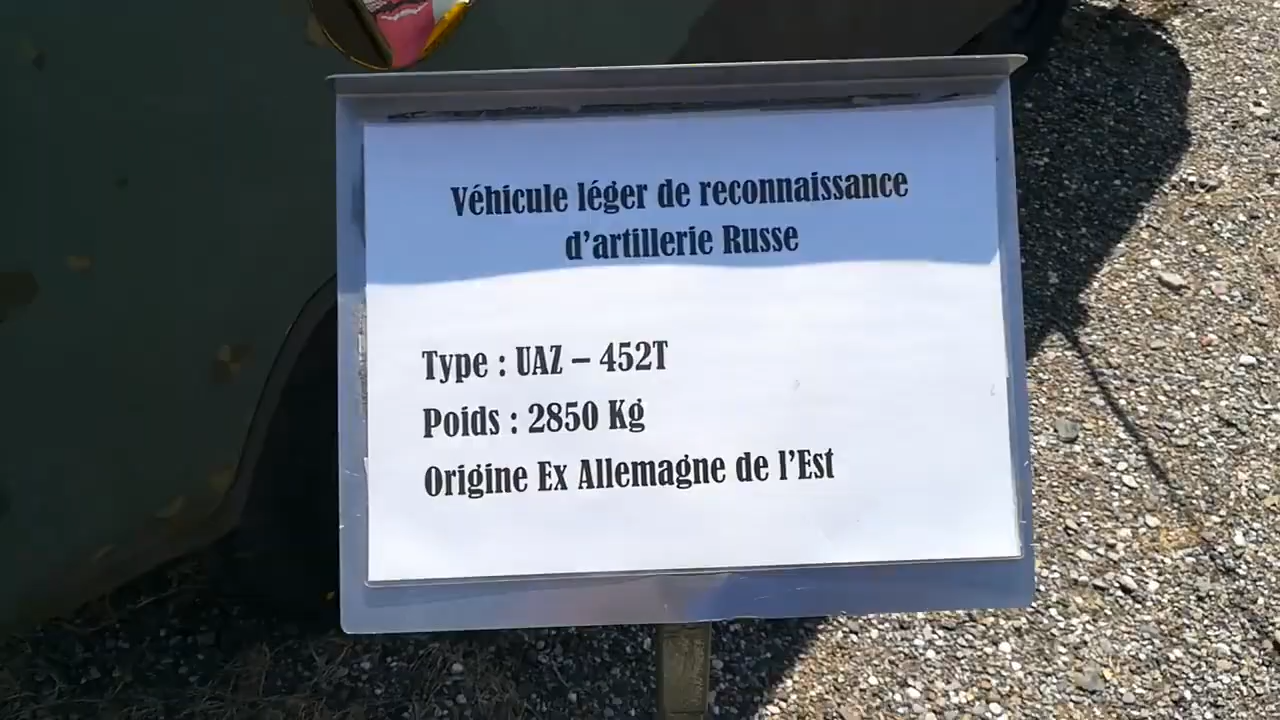 Véhicule léger de reconnaissance
d'artillerie Russe
Type : UAZ – 452T
Poids : 2850 Kg
Origine Ex Allemagne de l'Est